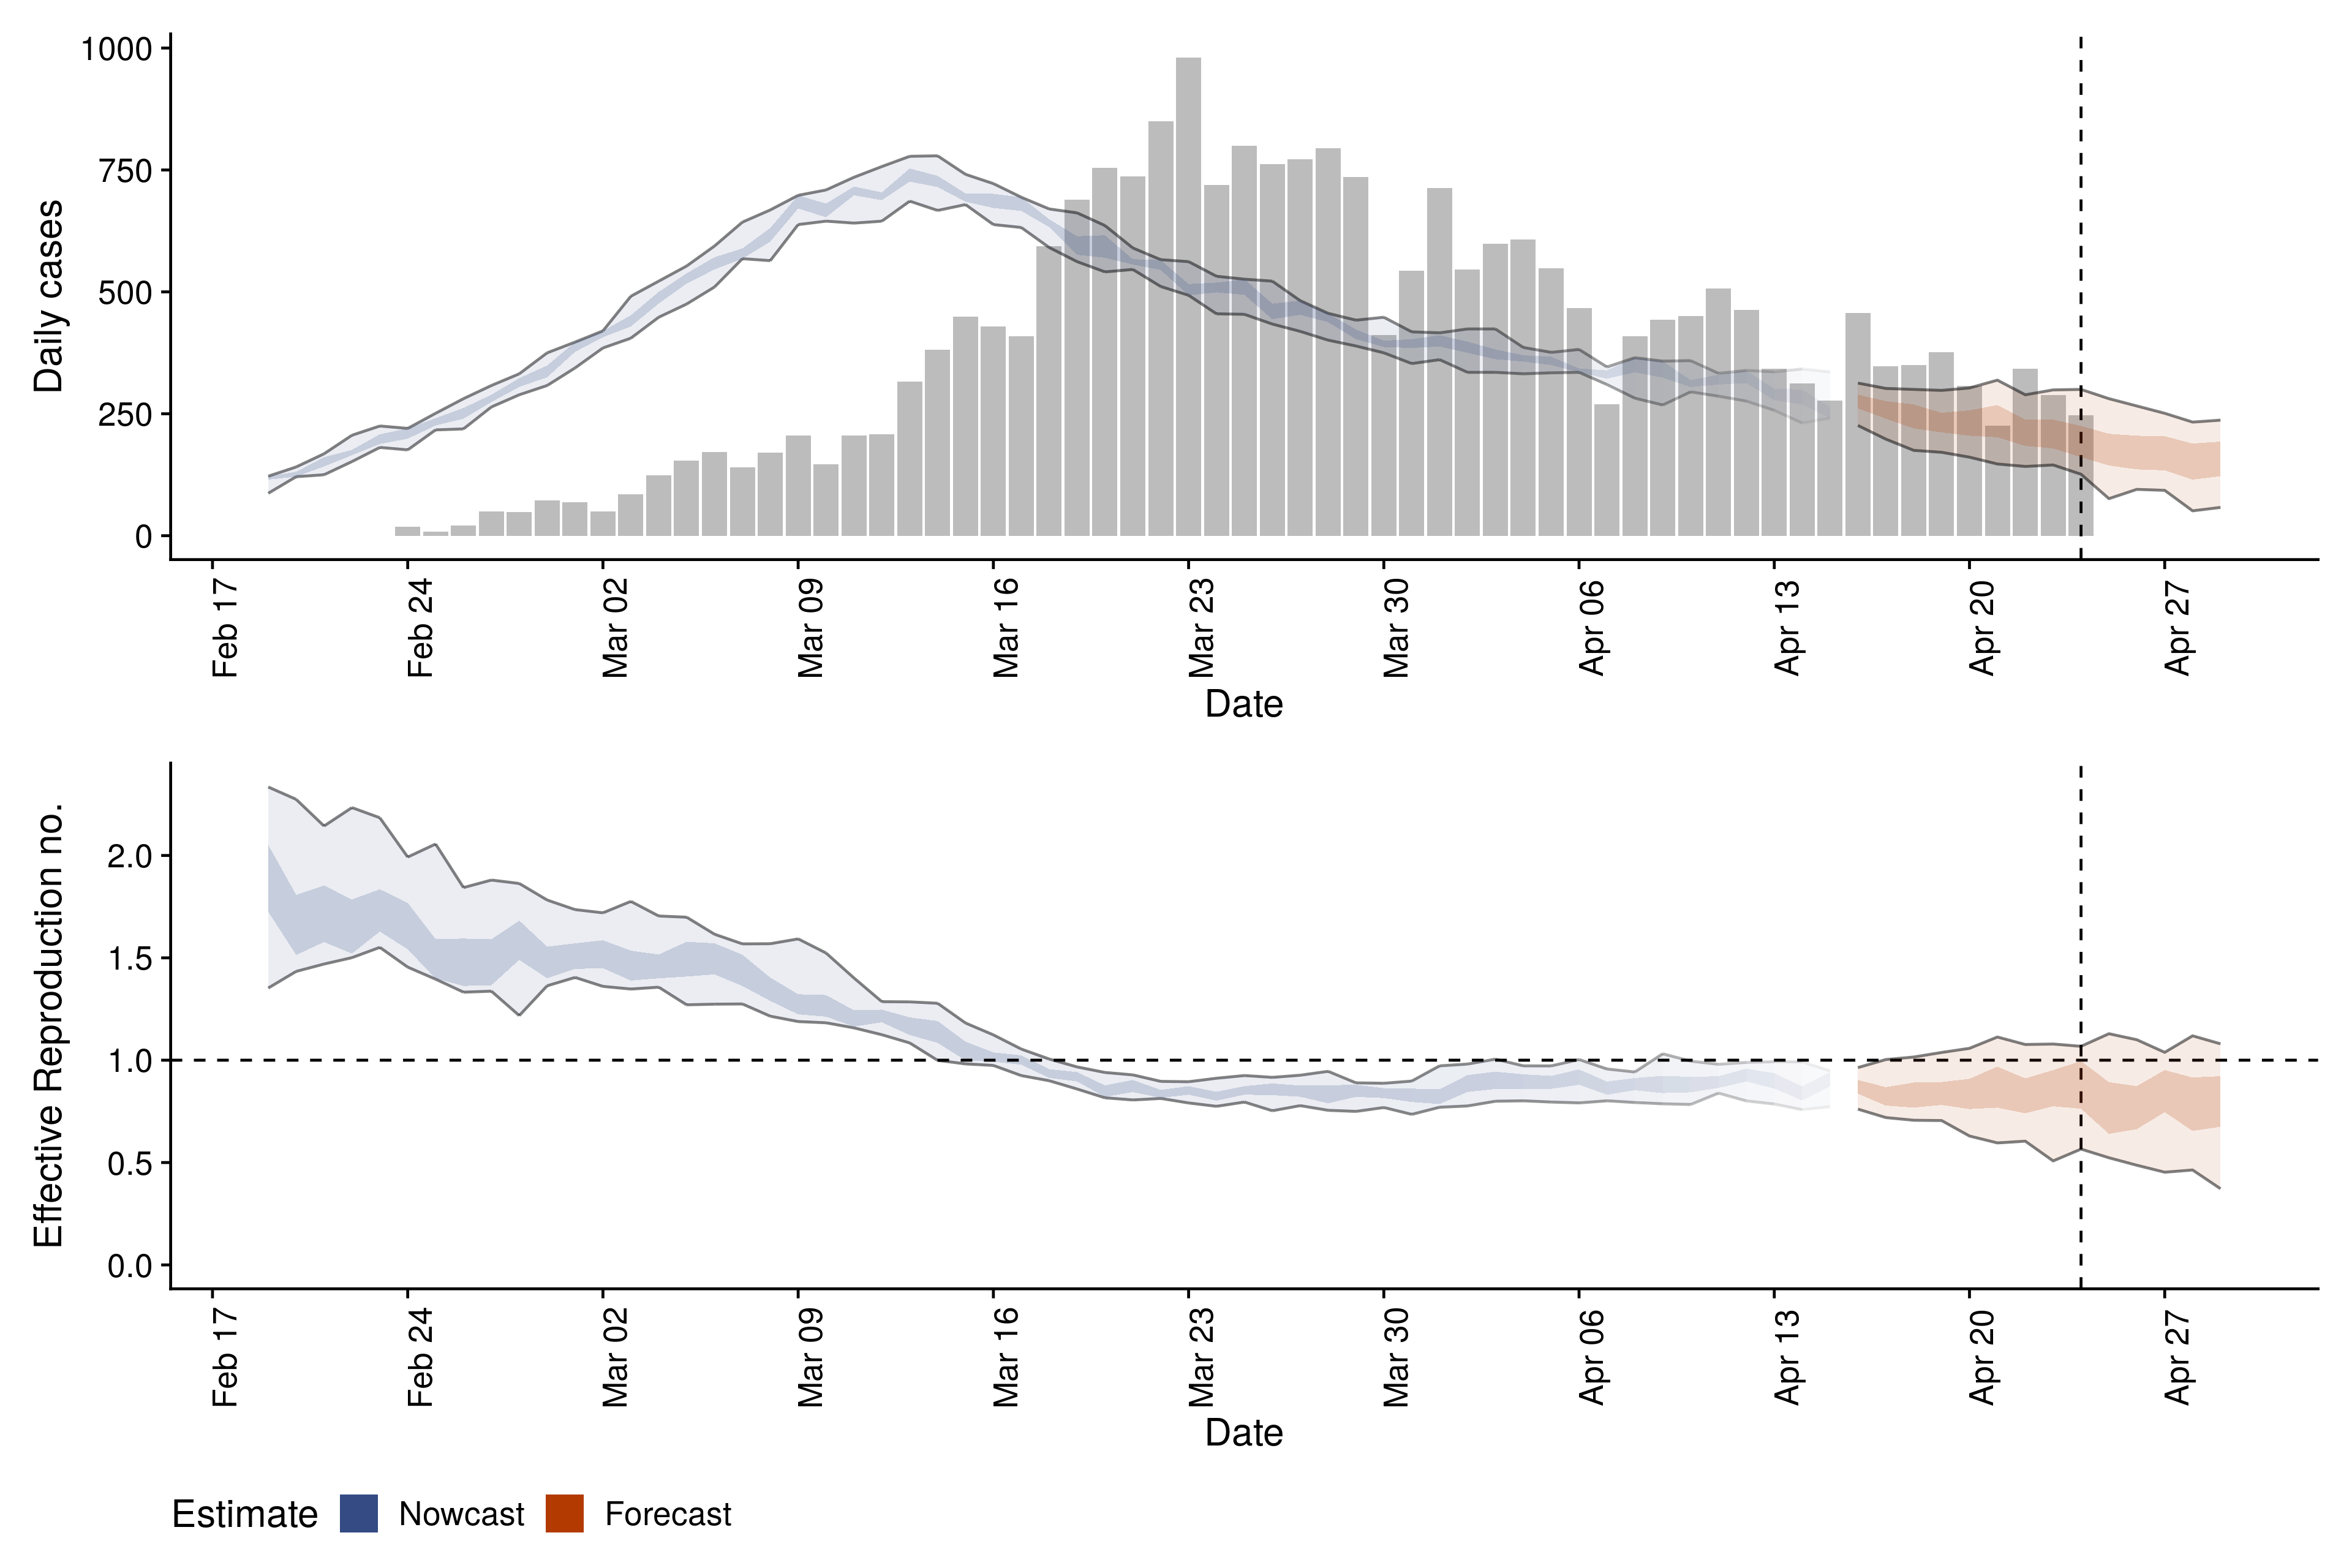 Daily cases
1000
750
500
250
0
Feb 17
Feb 24
Mar 02
Mar 09
Mar 16
Mar 23
Mar 30
Apr 06
Apr 13
Apr 20
Apr 27
Date
Effective Reproduction no.
2.0
1.5
1.0
0.5
0.0
Feb 17
Feb 24
Mar 02
Mar 09
Mar 16
Mar 23
Mar 30
Apr 06
Apr 13
Apr 20
Apr 27
Date
Estimate Nowcast Forecast